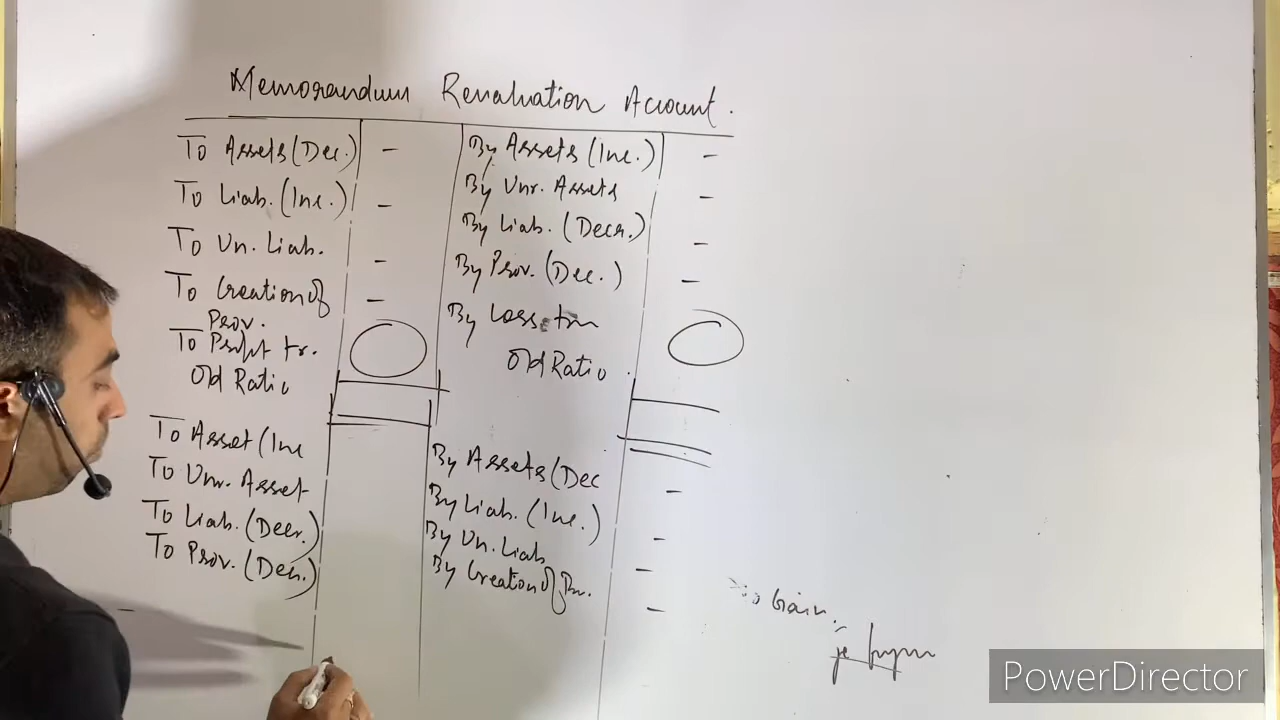 Memorandum Revaluation Account.
To Assets (Dec.) -
To Liab. (Inc.) -
To Un. Liab. -
To Creation of -
Prov.
To Profit tr.
Old Ratio
By Assets (Inc.) -
By Unr. Assets -
By Liab. (Decr.) -
By Prov. (Dec.) -
By Loss trn
Old Ratio
To Asset (Inc
To Unr. Asset
To Liab. (Decr.)
To Prov. (Decr.)
By Assets (Dec -
By Liab. (Inc.) -
By Un. Liab -
By Creation of Pr. -
Gain
PowerDirector